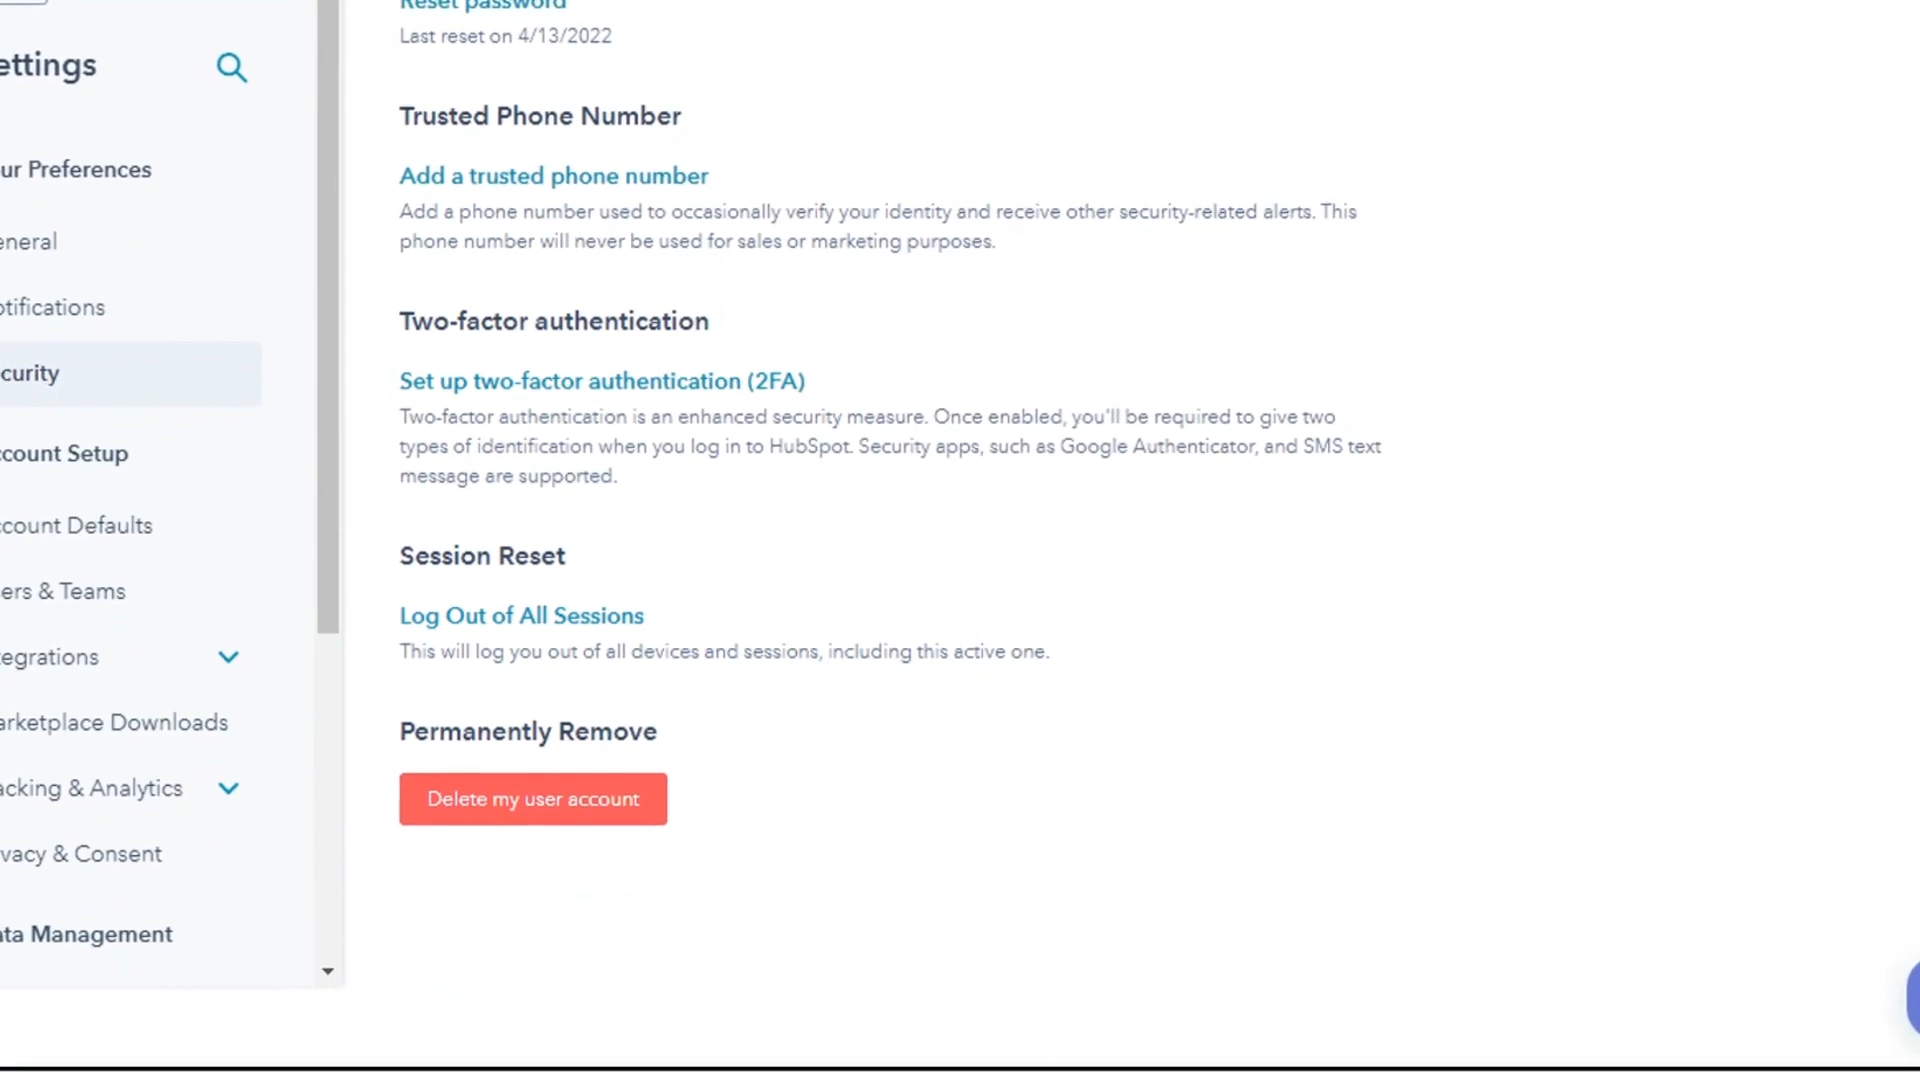 Reset password
Last reset on 4/13/2022
ettings
Trusted Phone Number
ur Preferences
Add a trusted phone number
Add a phone number used to occasionally verify your identity and receive other security-related alerts. This
phone number will never be used for sales or marketing purposes.
eneral
otifications
Two-factor authentication
curity
Set up two-factor authentication (2FA)
Two-factor authentication is an enhanced security measure. Once enabled, you'll be required to give two
types of identification when you log in to HubSpot. Security apps, such as Google Authenticator, and SMS text
message are supported.
ccount Setup
ccount Defaults
Session Reset
ers & Teams
Log Out of All Sessions
This will log you out of all devices and sessions, including this active one.
tegrations
arketplace Downloads
Permanently Remove
acking & Analytics
Delete my user account
vacy & Consent
ata Management